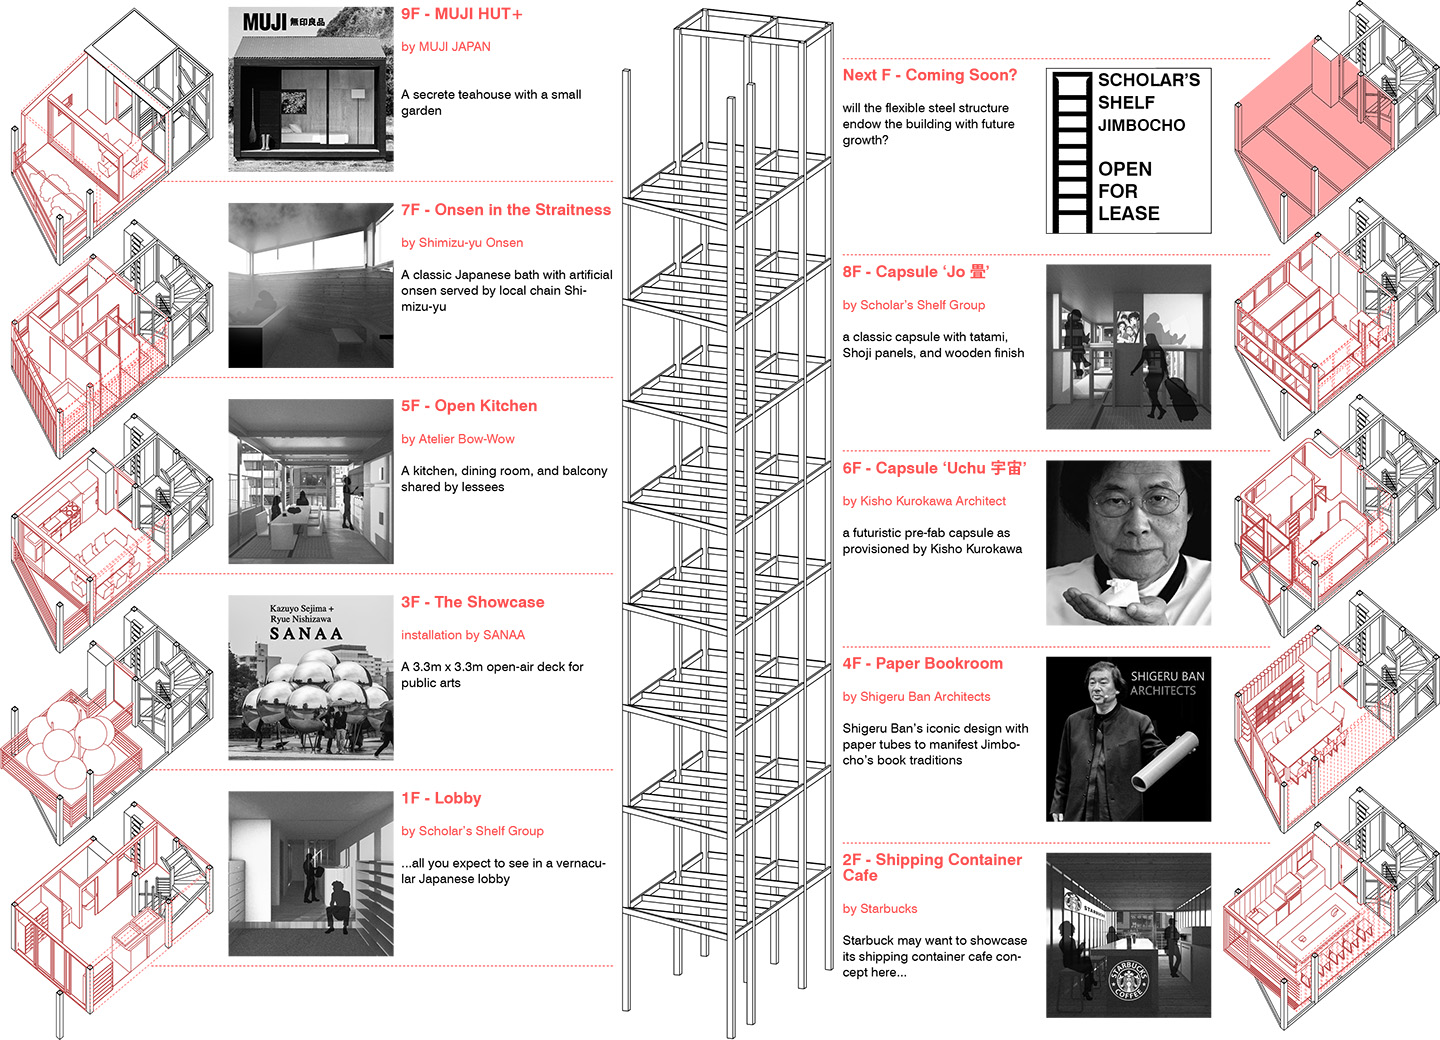 MUJI 無印良品
9F - MUJI HUT+
by MUJI JAPAN
A secrete teahouse with a small
garden
7F - Onsen in the Straitness
by Shimizu-yu Onsen
A classic Japanese bath with artificial
onsen served by local chain Shi-
mizu-yu
5F - Open Kitchen
by Atelier Bow-Wow
A kitchen, dining room, and balcony
shared by lessees
Kazuyo Sejima +
Ryue Nishizawa
SANAA
3F - The Showcase
installation by SANAA
A 3.3m x 3.3m open-air deck for
public arts
1F - Lobby
by Scholar's Shelf Group
...all you expect to see in a vernacu-
lar Japanese lobby
Next F - Coming Soon?
will the flexible steel structure
endow the building with future
growth?
SCHOLAR'S
SHELF
JIMBOCHO
OPEN
FOR
LEASE
8F - Capsule ‘Jo 畳’
by Scholar's Shelf Group
a classic capsule with tatami,
Shoji panels, and wooden finish
6F - Capsule ‘Uchu 宇宙’
by Kisho Kurokawa Architect
a futuristic pre-fab capsule as
provisioned by Kisho Kurokawa
4F - Paper Bookroom
by Shigeru Ban Architects
Shigeru Ban's iconic design with
paper tubes to manifest Jimbo-
cho's book traditions
SHIGERU BAN
ARCHITECTS
2F - Shipping Container
Cafe
by Starbucks
Starbuck may want to showcase
its shipping container cafe con-
cept here...
STARBUCKS
STARBUCKS
COFFEE